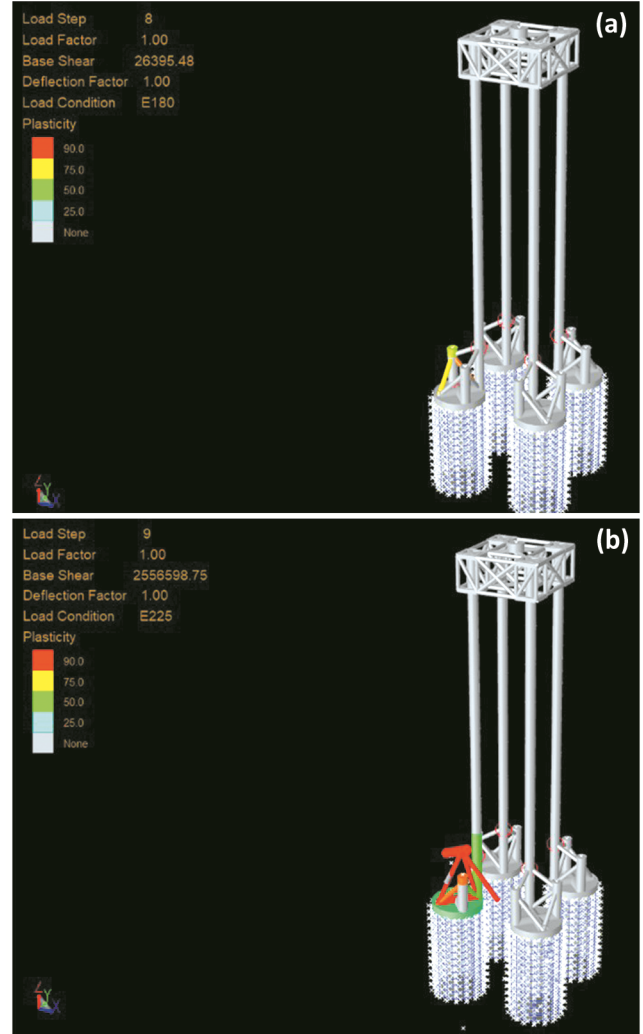 (a)
Load Step 8
Load Factor 1.00
Base Shear 26395.48
Deflection Factor 1.00
Load Condition E180
Plasticity
90.0
75.0
50.0
25.0
None
Z
Y
X
(b)
Load Step 9
Load Factor 1.00
Base Shear 2556598.75
Deflection Factor 1.00
Load Condition E225
Plasticity
90.0
75.0
50.0
25.0
None
Z
Y
X